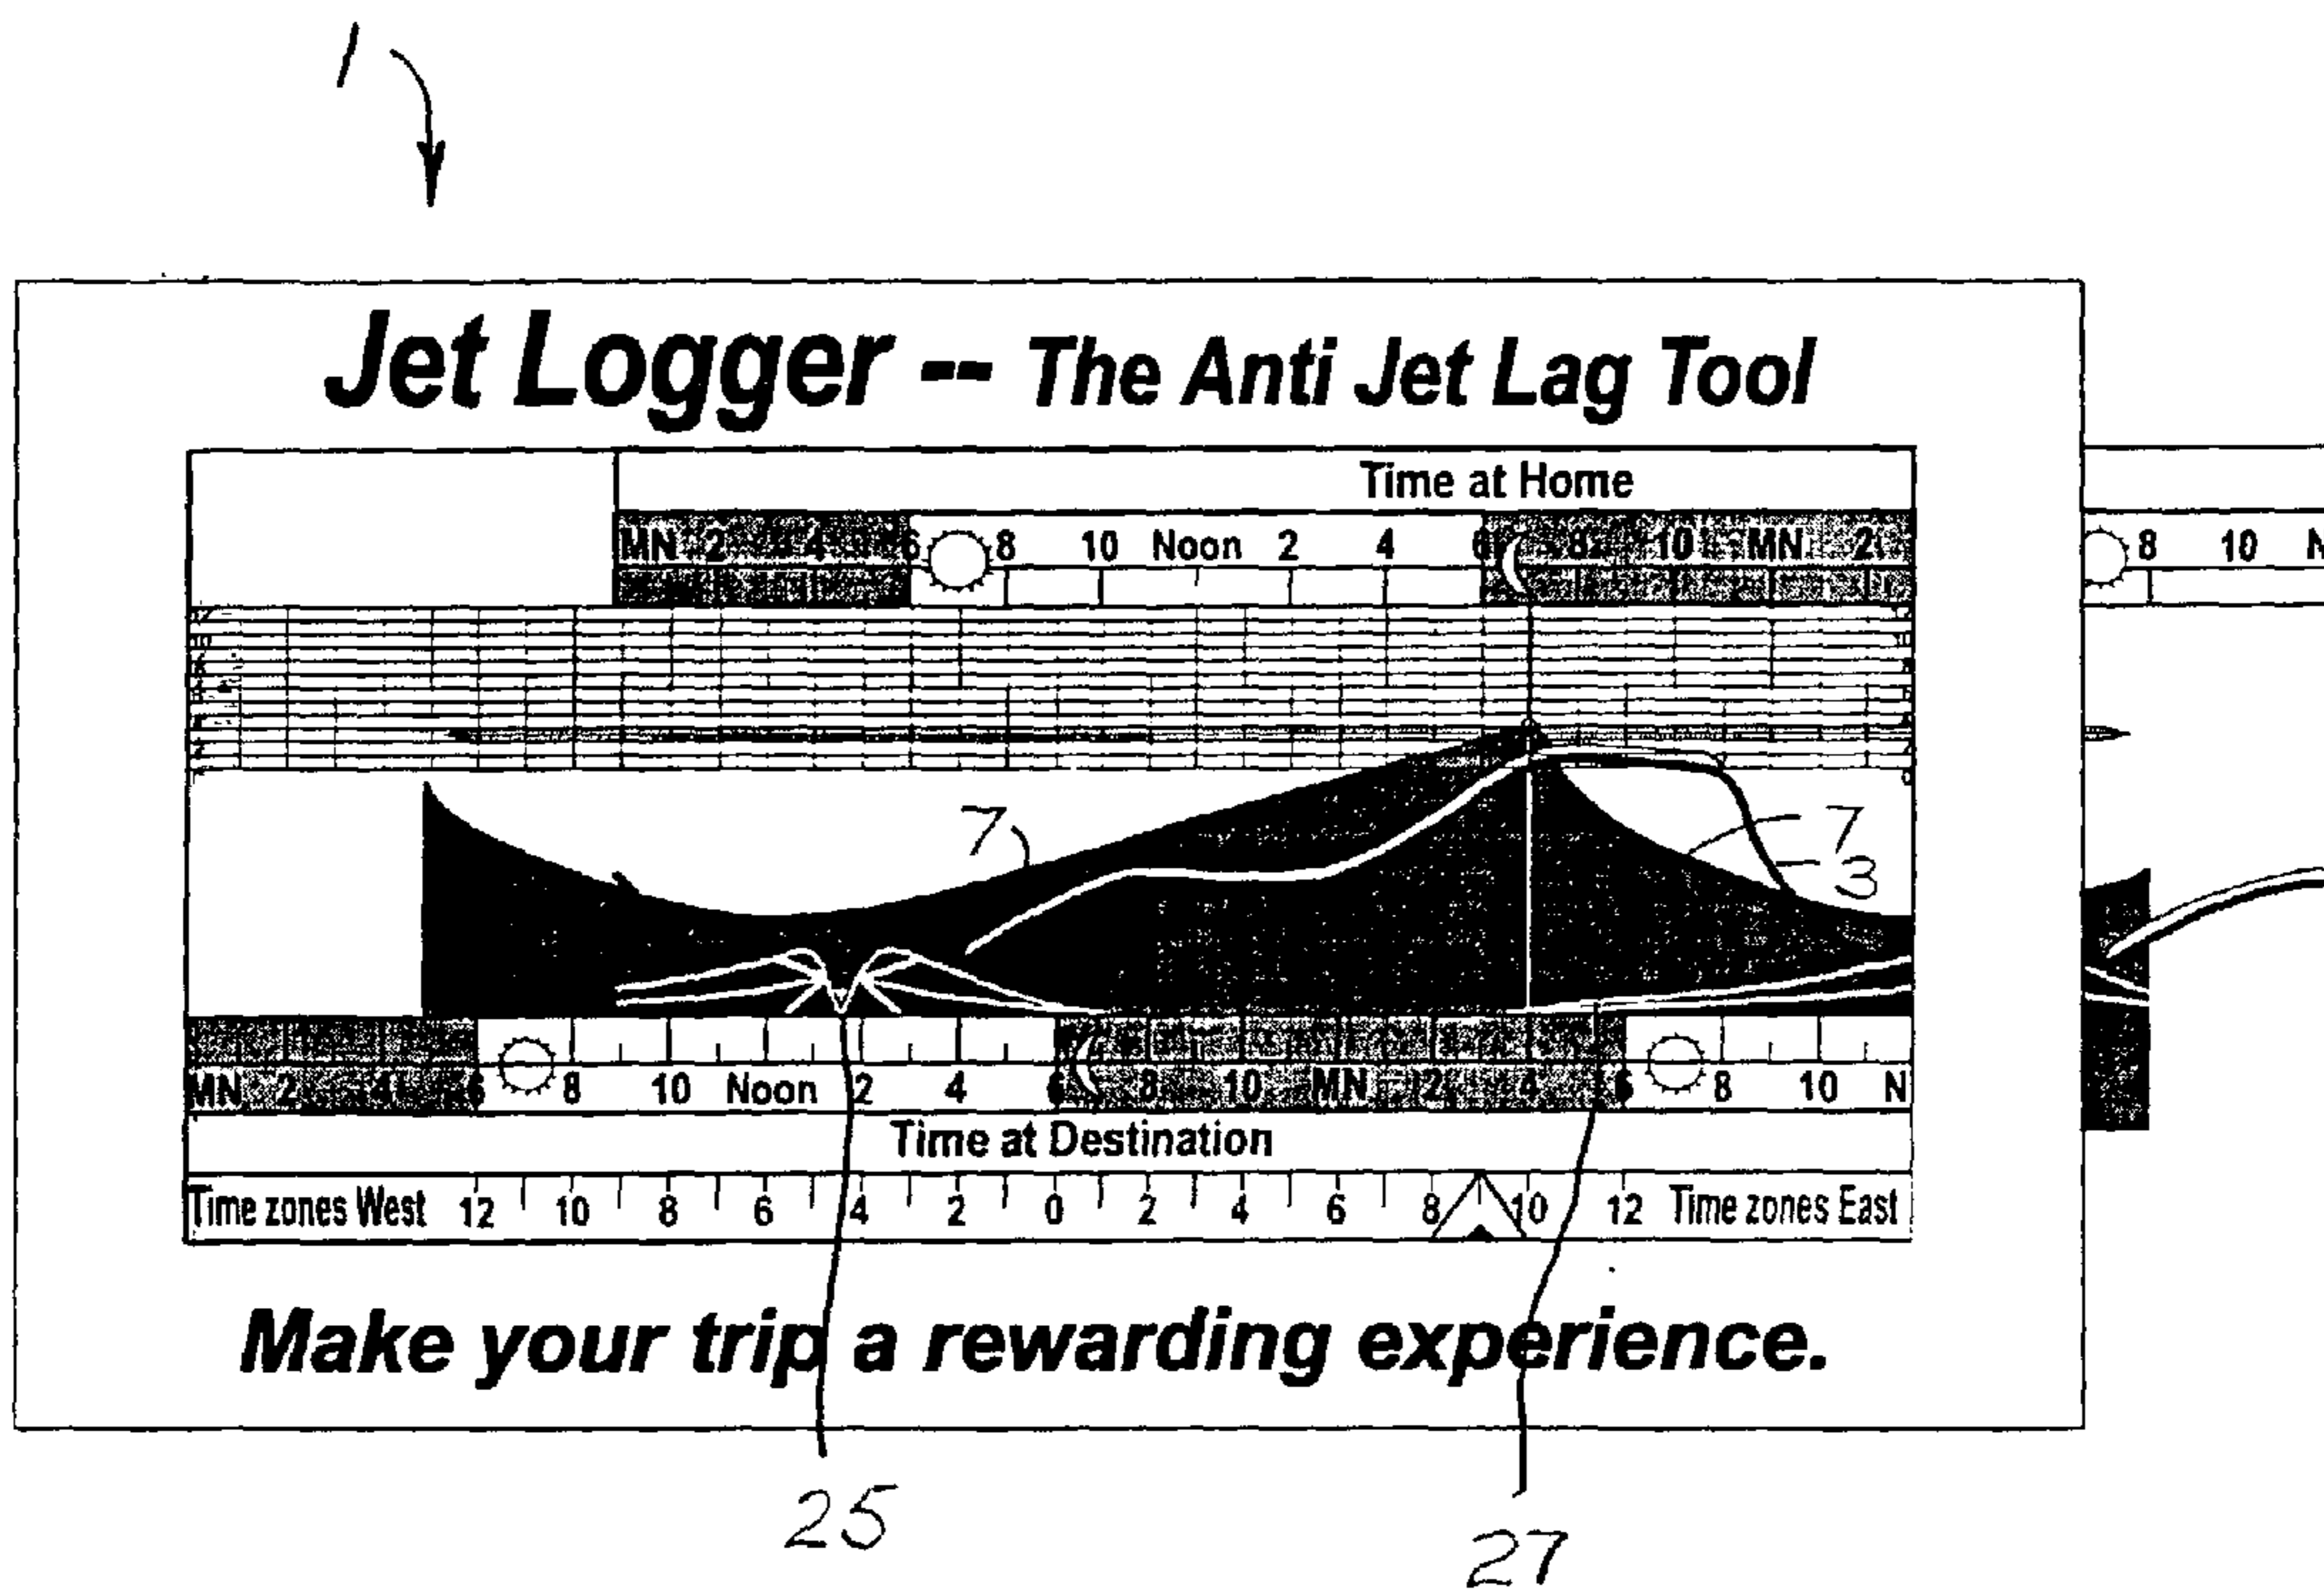 1
Jet Logger -- The Anti Jet Lag Tool
Time at Home
MN 2 4 6 8 10 Noon 2 4 6 8 10 MN 2 8 10 N
12
10
8
2
7
7
3
MN 2 4 6 8 10 Noon 2 4 6 8 10 MN 2 4 6 8 10 N
Time at Destination
Time zones West 12 10 8 6 4 2 0 2 4 6 8 10 12 Time zones East
Make your trip a rewarding experience.
25
27